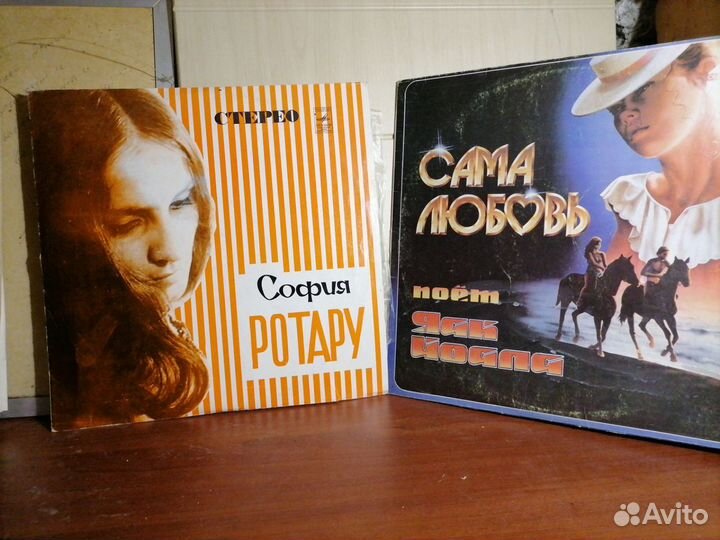 СТЕРЕО
София
РОТАРУ
САМА
ЛЮБОВЬ
поёт
Яак
Йоала
Avito